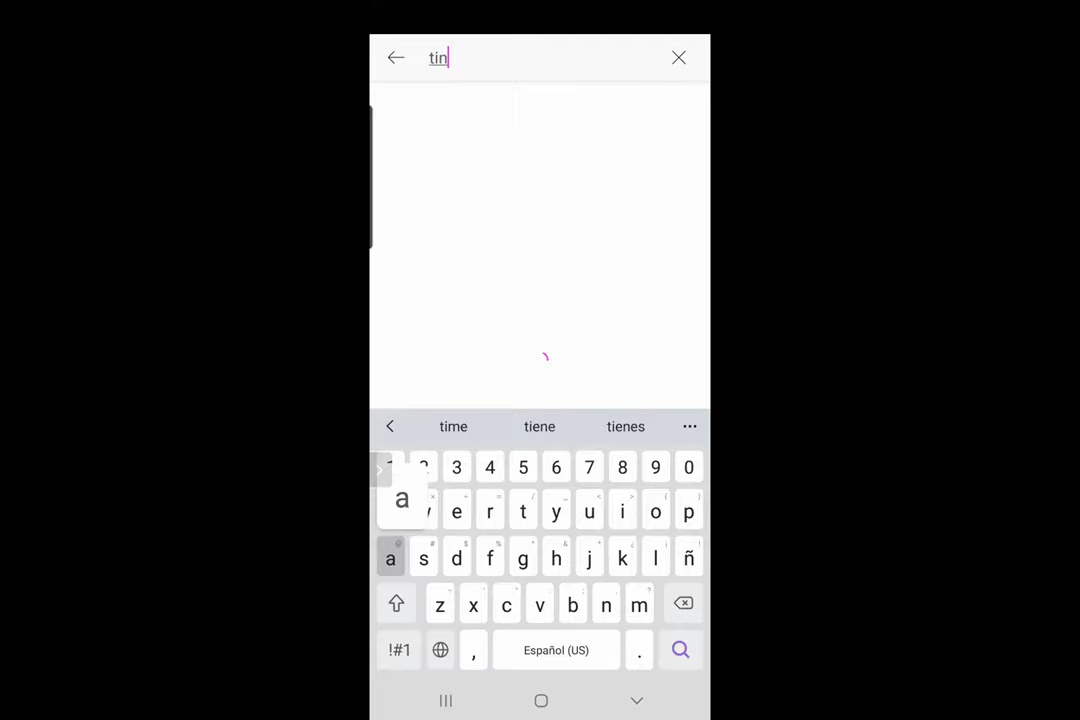 tin
time tiene tienes
3 4 5 6 7 8 9 0
a
e r t y u i o p
a s d f g h j k l ñ
z x c v b n m
!#1 , Español (US) .